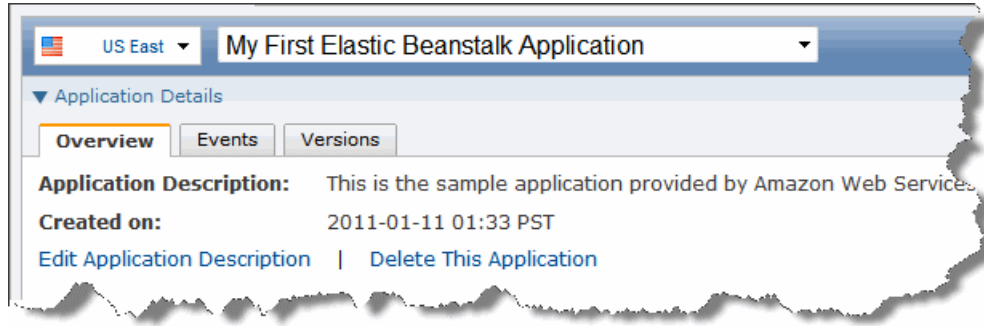 US East My First Elastic Beanstalk Application
Application Details
Overview Events Versions
Application Description: This is the sample application provided by Amazon Web Services
Created on: 2011-01-11 01:33 PST
Edit Application Description | Delete This Application